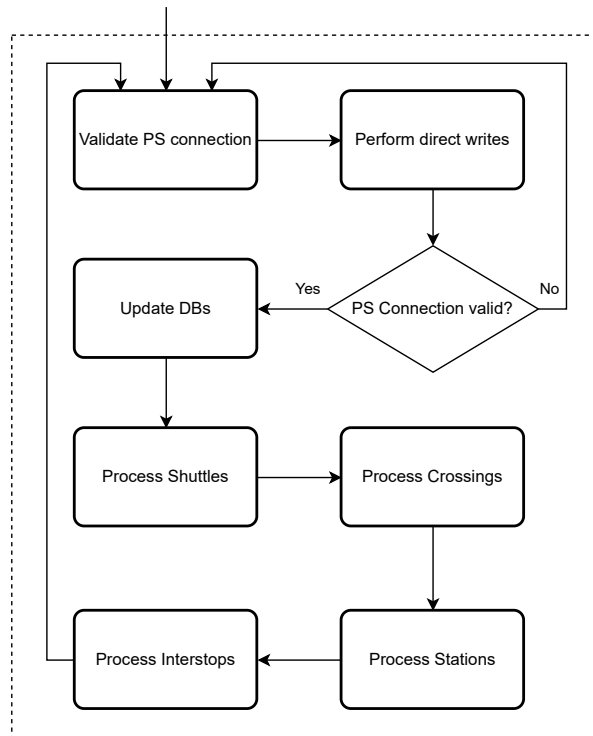 Validate PS connection
Perform direct writes
Yes
No
Update DBs
PS Connection valid?
Process Shuttles
Process Crossings
Process Interstops
Process Stations